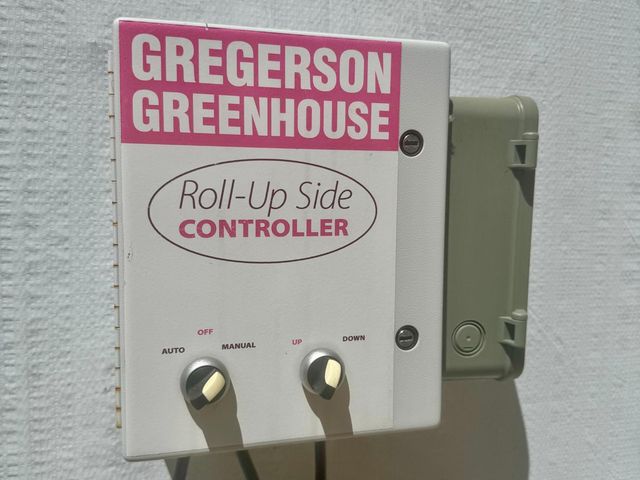 GREGERSON
GREENHOUSE
Roll-Up Side
CONTROLLER
OFF
AUTO MANUAL
UP DOWN